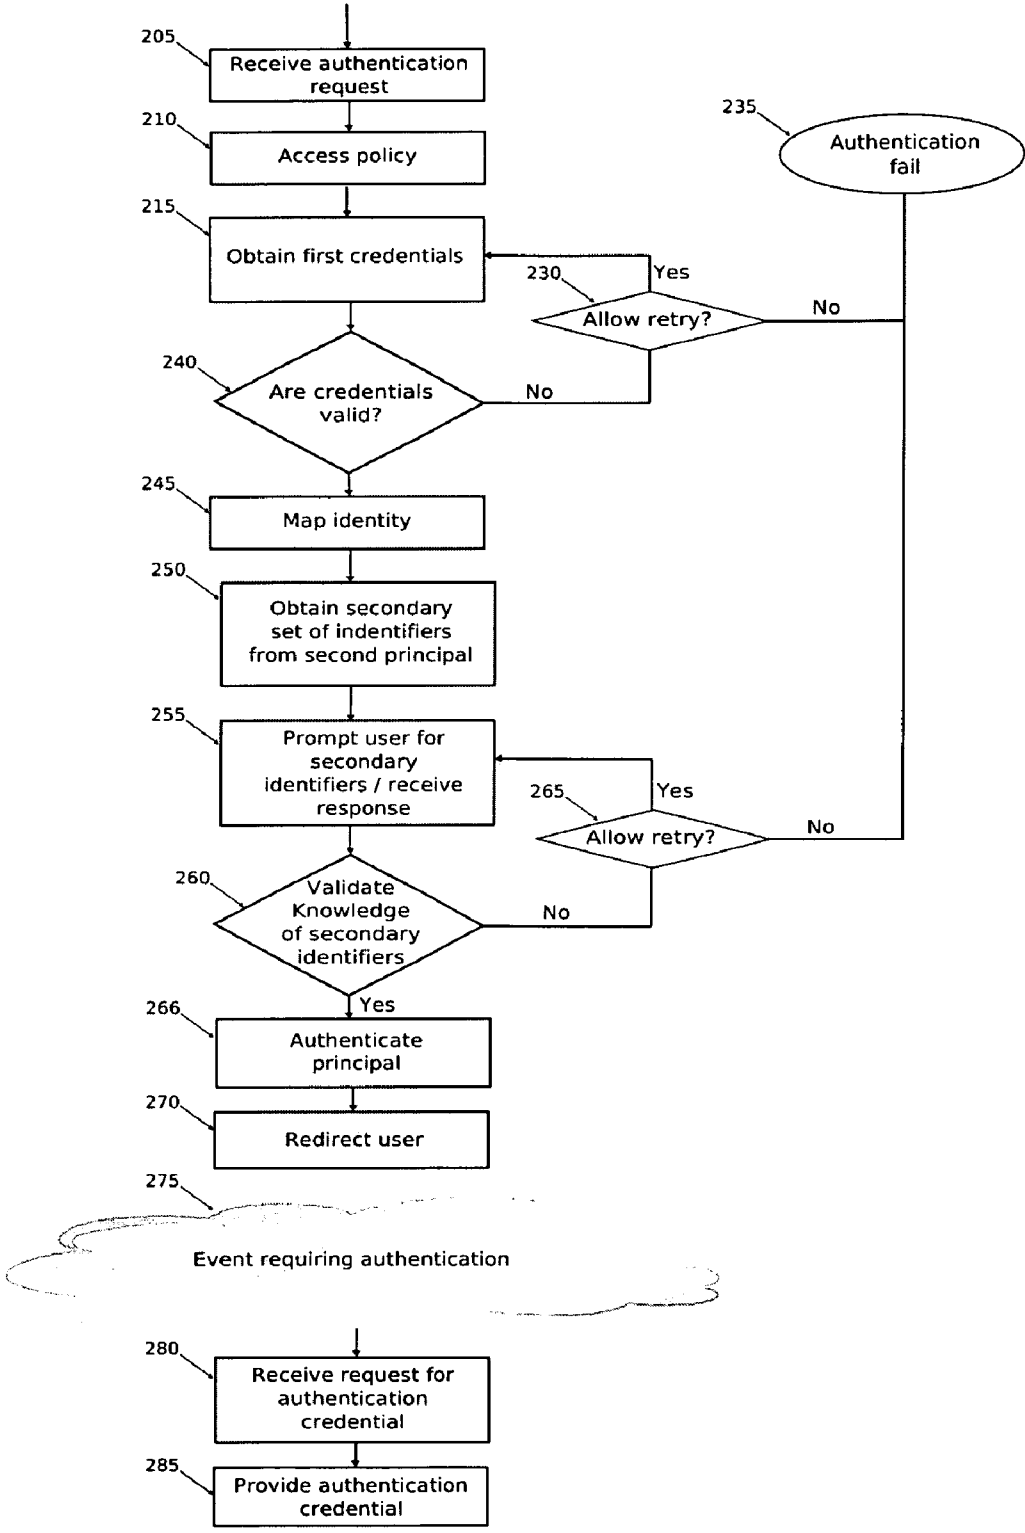 205
Receive authentication
request
210
Access policy
235
Authentication
fail
215
Obtain first credentials
Yes
230
Allow retry?
No
240
Are credentials
valid?
No
245
Map identity
250
Obtain secondary
set of indentifiers
from second principal
255
Prompt user for
secondary
identifiers / receive
response
Yes
265
Allow retry?
No
260
Validate
Knowledge
of secondary
identifiers
No
Yes
266
Authenticate
principal
270
Redirect user
275
Event requiring authentication
280
Receive request for
authentication
credential
285
Provide authentication
credential